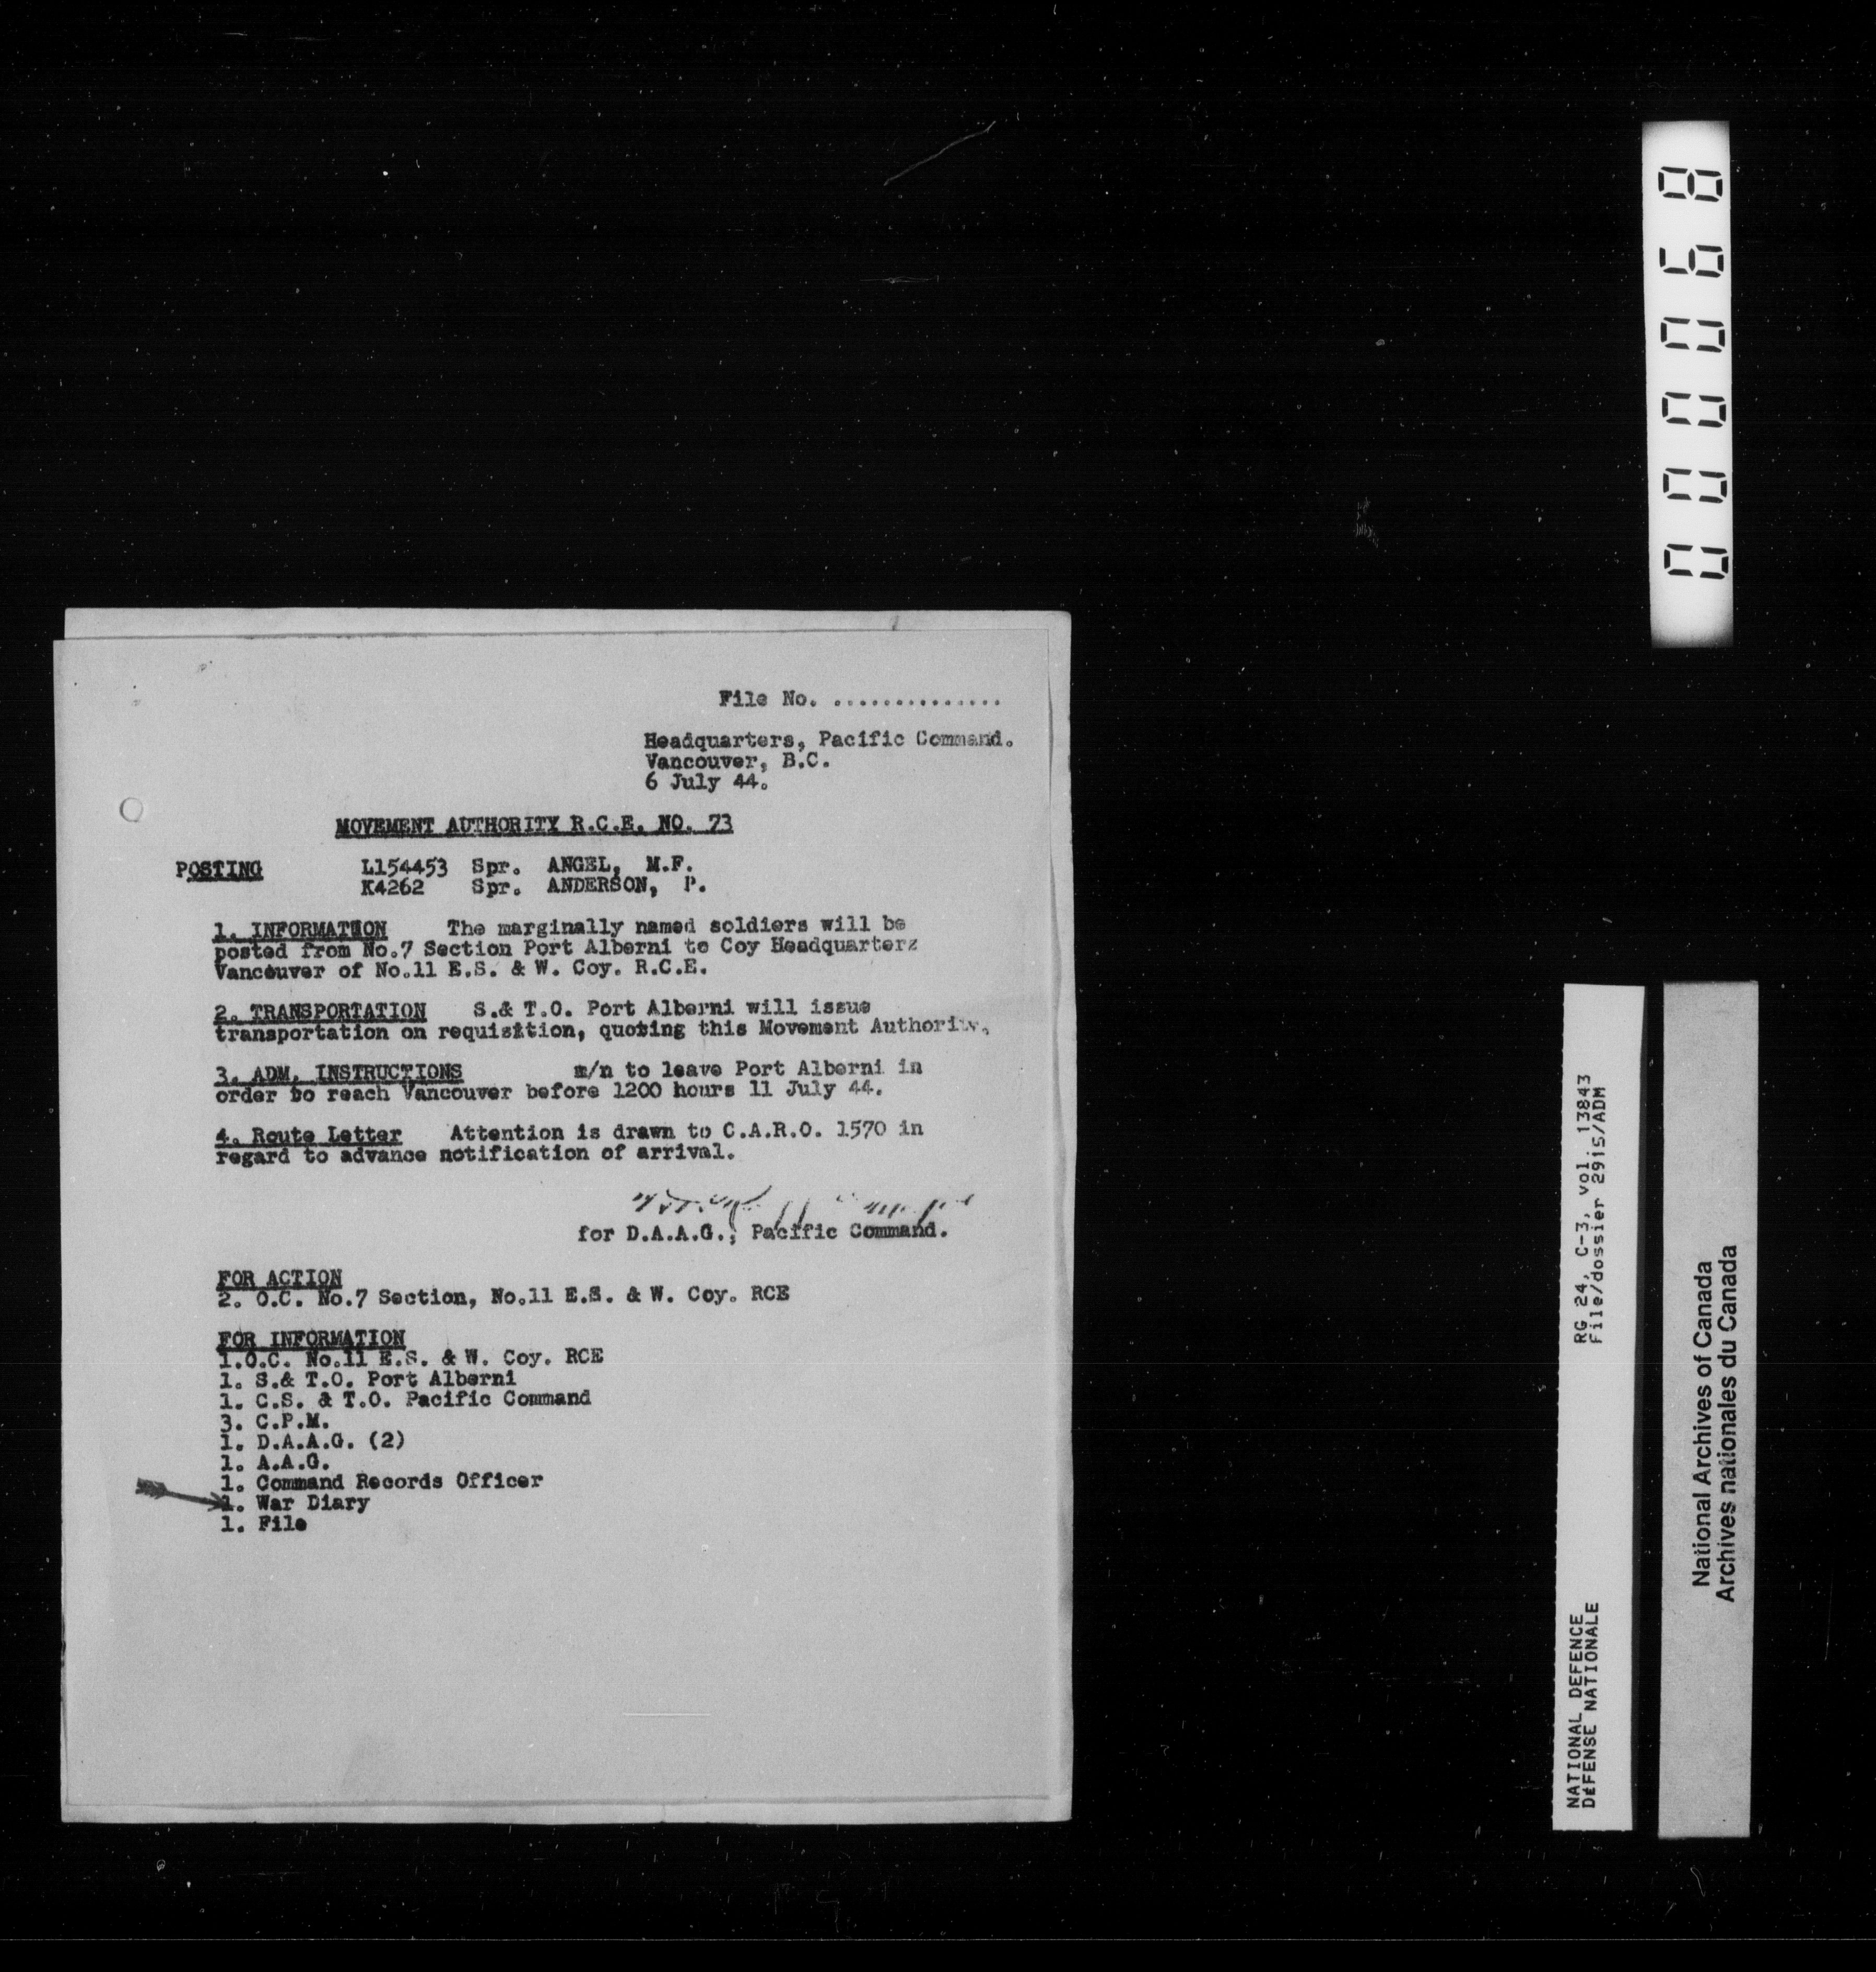 File No. ..............
Headquarters, Pacific Command.
Vancouver, B.C.
6 July 44.
MOVEMENT AUTHORITY R.C.E. NO. 73
POSTING L154453 Spr. ANGEL, M.F.
K4262 Spr. ANDERSON, P.
1. INFORMATION The marginally named soldiers will be
posted from No.7 Section Port Alberni to Coy Headquarters
Vancouver of No.11 E.S. & W. Coy. R.C.E.
2. TRANSPORTATION S.& T.O. Port Alberni will issue
transportation on requisition, quoting this Movement Authority.
3. ADM. INSTRUCTIONS m/n to leave Port Alberni in
order to reach Vancouver before 1200 hours 11 July 44.
4. Route Letter Attention is drawn to C.A.R.O. 1570 in
regard to advance notification of arrival.
for D.A.A.G., Pacific Command.
FOR ACTION
2. O.C. No.7 Section, No.11 E.S. & W. Coy. RCE
FOR INFORMATION
1.O.C. No.11 E.S. & W. Coy. RCE
1. S.& T.O. Port Alberni
1. C.S. & T.O. Pacific Command
3. C.P.M.
1. D.A.A.G. (2)
1. A.A.G.
1. Command Records Officer
1. War Diary
1. File
000068
NATIONAL DEFENCE RG 24, C-3, vol. 13843
DéFENSE NATIONALE File/dossier 2915/ADM
National Archives of Canada
Archives nationales du Canada